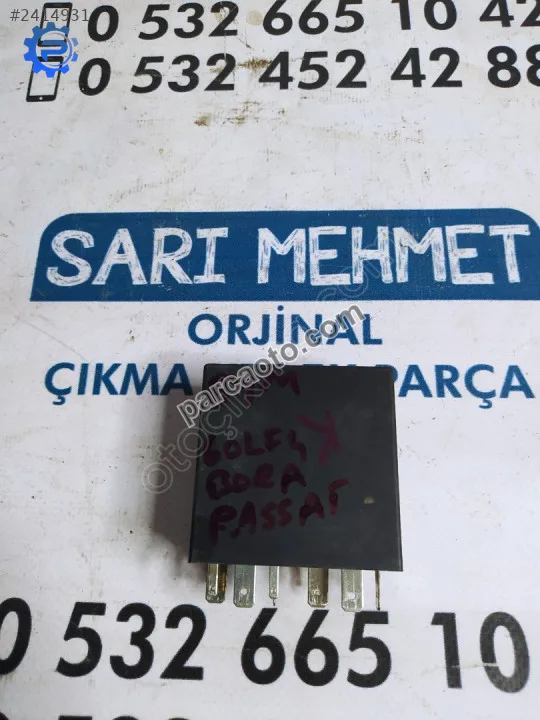 #2414931
0 532 665 10 42
0 532 452 42 88
SARI MEHMET
ORJİNAL
ÇIKMA PARÇA
parcaoto.com
GOLF 4
BORA
PASSAT
0 532 665 10